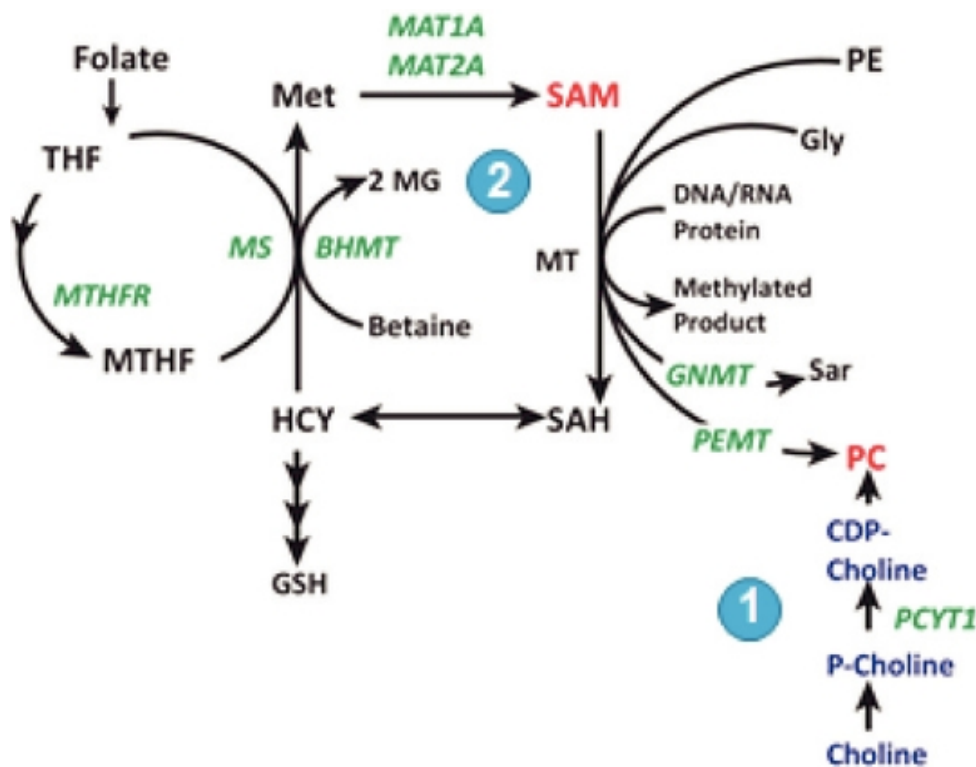 MAT1A
MAT2A
Folate
Met
SAM
PE
Gly
THF
2 MG
2
DNA/RNA
Protein
MS
BHMT
MT
MTHFR
Methylated
Product
Betaine
MTHF
GNMT
Sar
HCY
SAH
PEMT
PC
CDP-
Choline
GSH
1
PCYT1
P-Choline
Choline